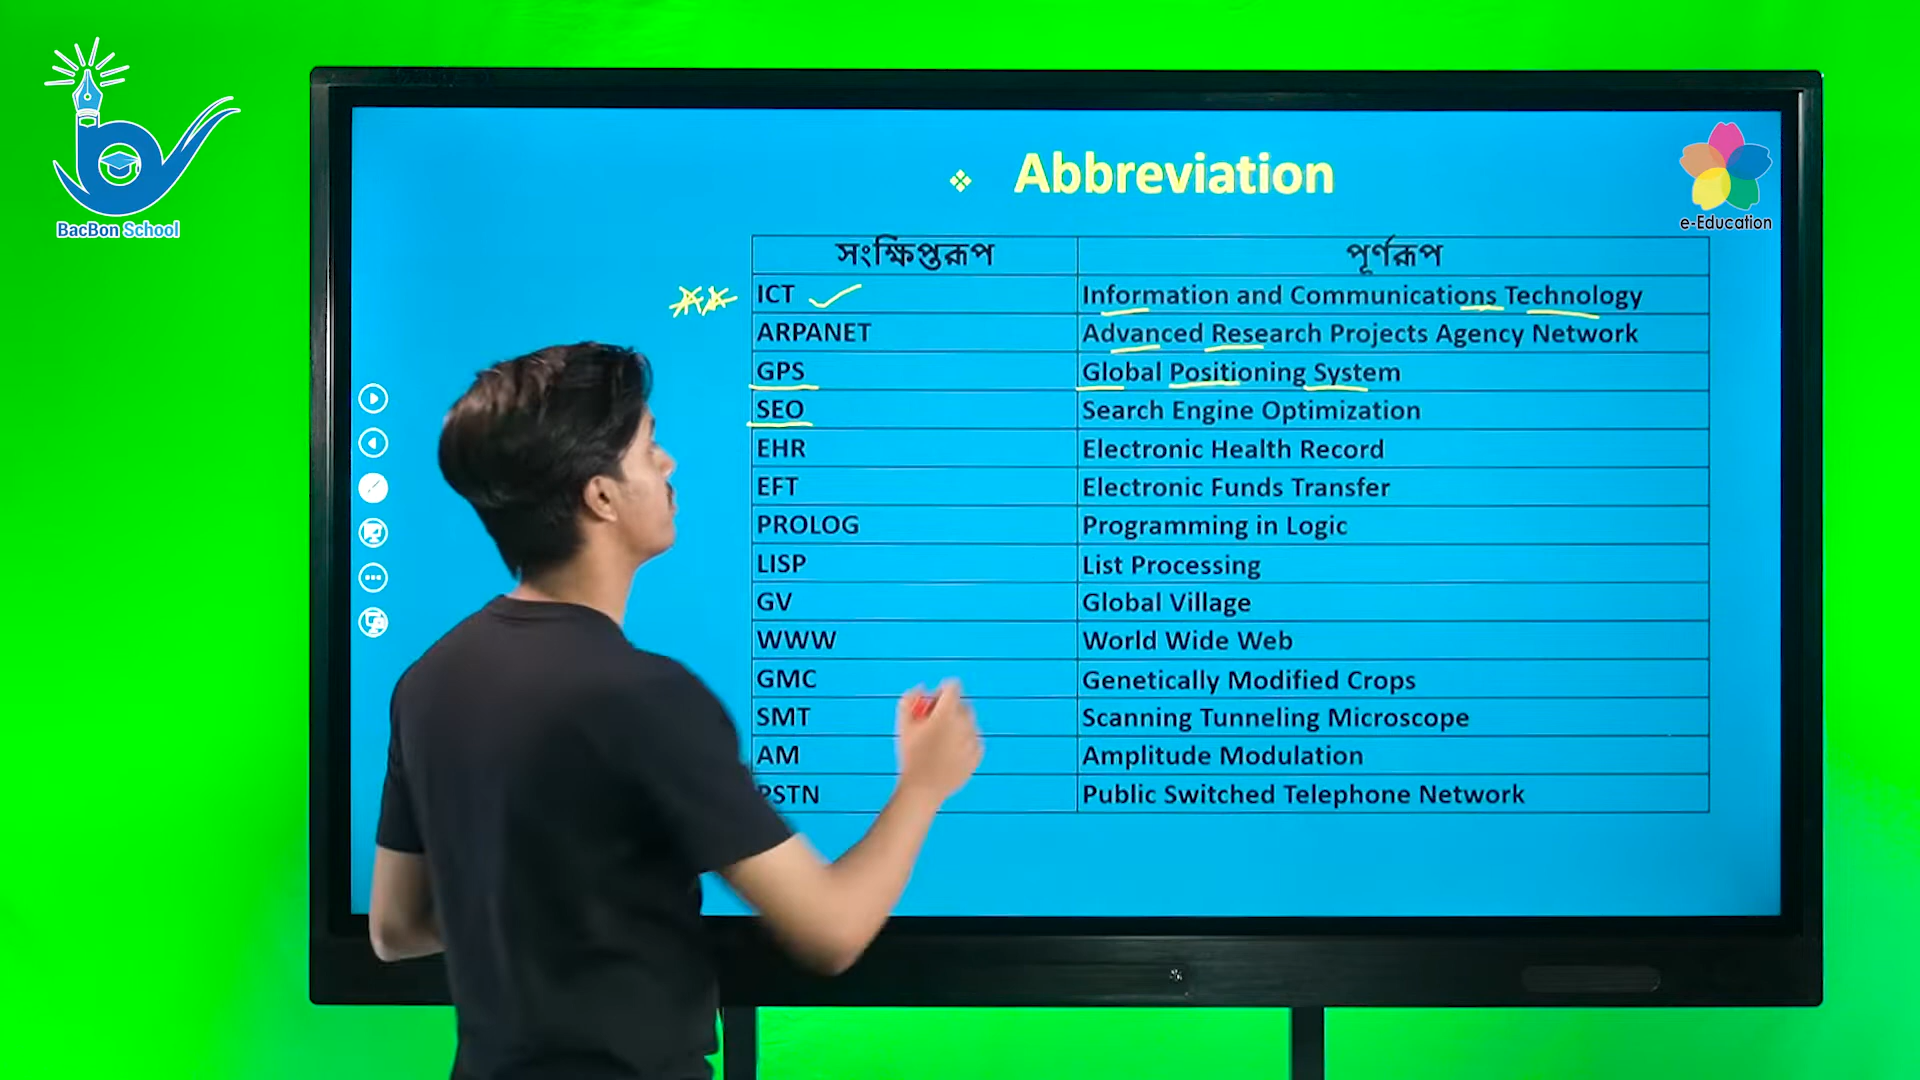 BacBon School
e-Education
❖ Abbreviation
সংক্ষিপ্তরূপ পূর্ণরূপ
ICT Information and Communications Technology
ARPANET Advanced Research Projects Agency Network
GPS Global Positioning System
SEO Search Engine Optimization
EHR Electronic Health Record
EFT Electronic Funds Transfer
PROLOG Programming in Logic
LISP List Processing
GV Global Village
WWW World Wide Web
GMC Genetically Modified Crops
SMT Scanning Tunneling Microscope
AM Amplitude Modulation
PSTN Public Switched Telephone Network